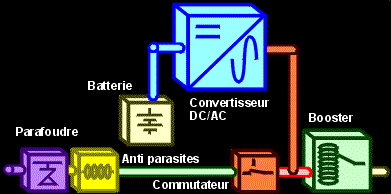 Batterie
Convertisseur
DC/AC
Booster
Parafoudre
Anti parasites
Commutateur